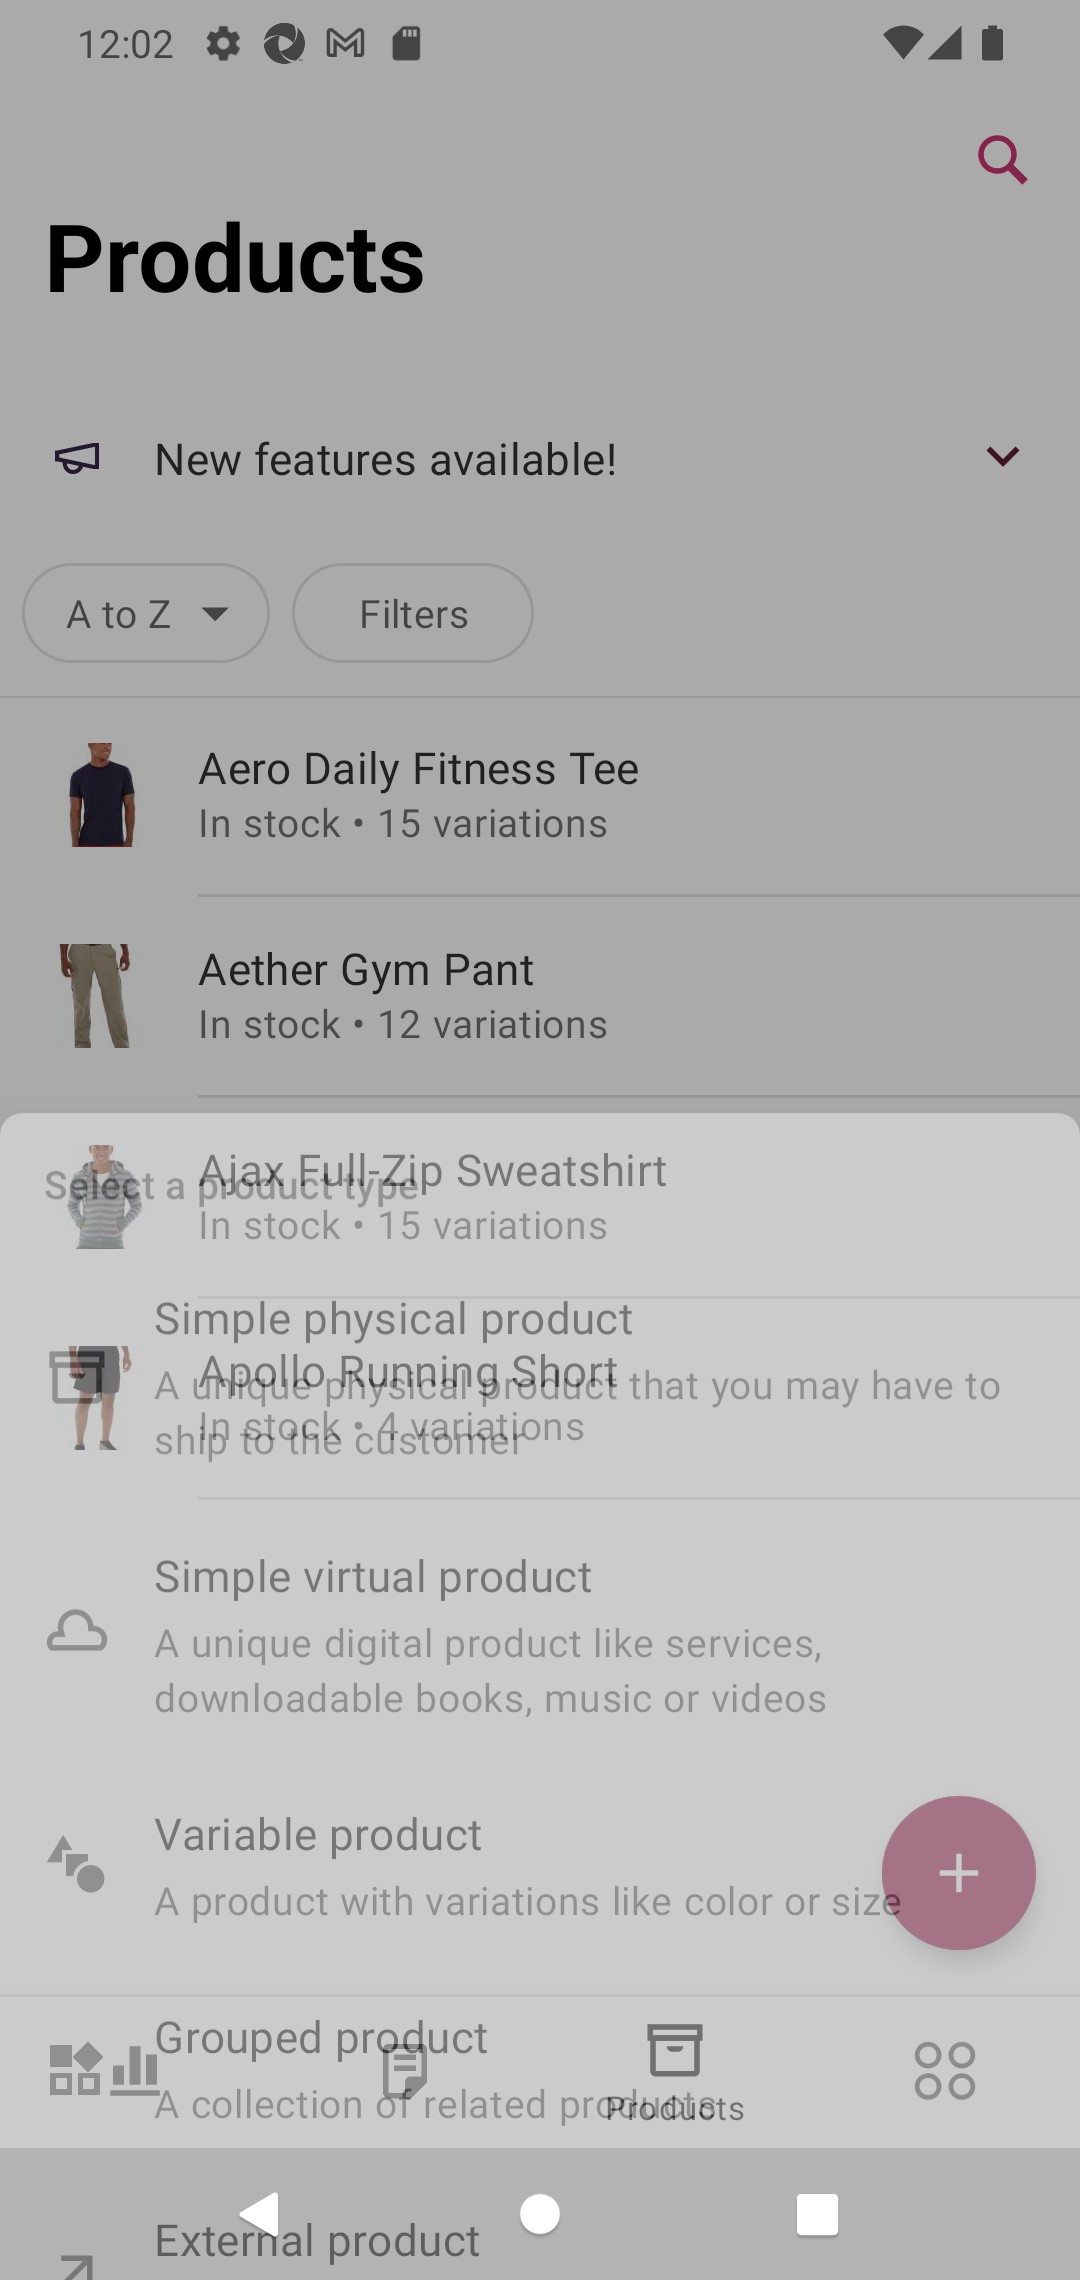 12:02
Products
New features available!
A to Z
Filters
Aero Daily Fitness Tee
In stock • 15 variations
Aether Gym Pant
In stock • 12 variations
Ajax Full-Zip Sweatshirt
Select a product type
In stock • 15 variations
Simple physical product
Apollo Running Short
A unique physical product that you may have to
In stock • 4 variations
ship to the customer
Simple virtual product
A unique digital product like services,
downloadable books, music or videos
Variable product
A product with variations like color or size
Grouped product
A collection of related products
Products
External product